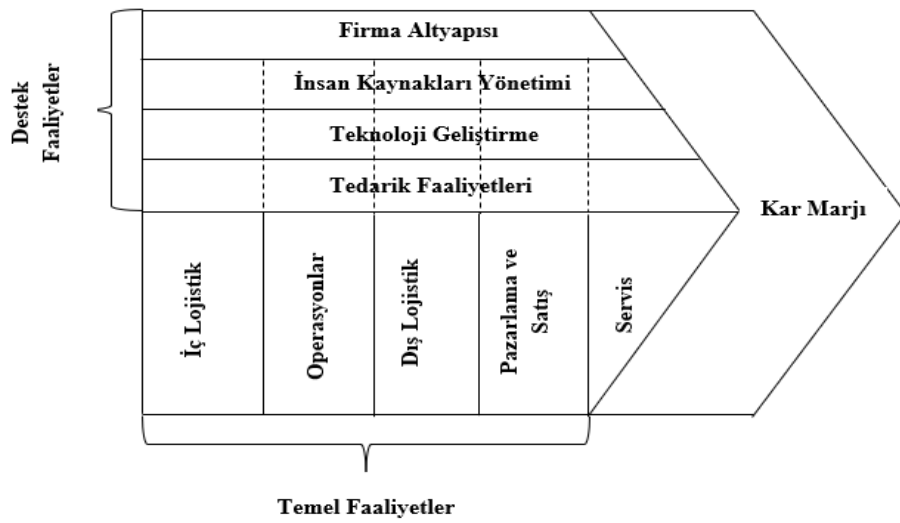 Destek
Faaliyetler
Firma Altyapısı
İnsan Kaynakları Yönetimi
Teknoloji Geliştirme
Tedarik Faaliyetleri
Kar Marjı
İç Lojistik
Operasyonlar
Dış Lojistik
Pazarlama ve
Satış
Servis
Temel Faaliyetler